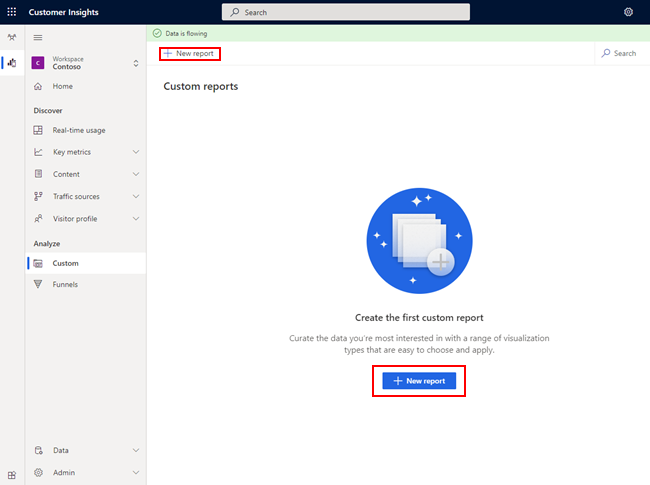 Customer Insights
Search
Data is flowing
New report
Search
C
Workspace
Contoso
Home
Discover
Real-time usage
Key metrics
Content
Traffic sources
Visitor profile
Analyze
Custom
Funnels
Data
Admin
Custom reports
Create the first custom report
Curate the data you're most interested in with a range of visualization
types that are easy to choose and apply.
New report